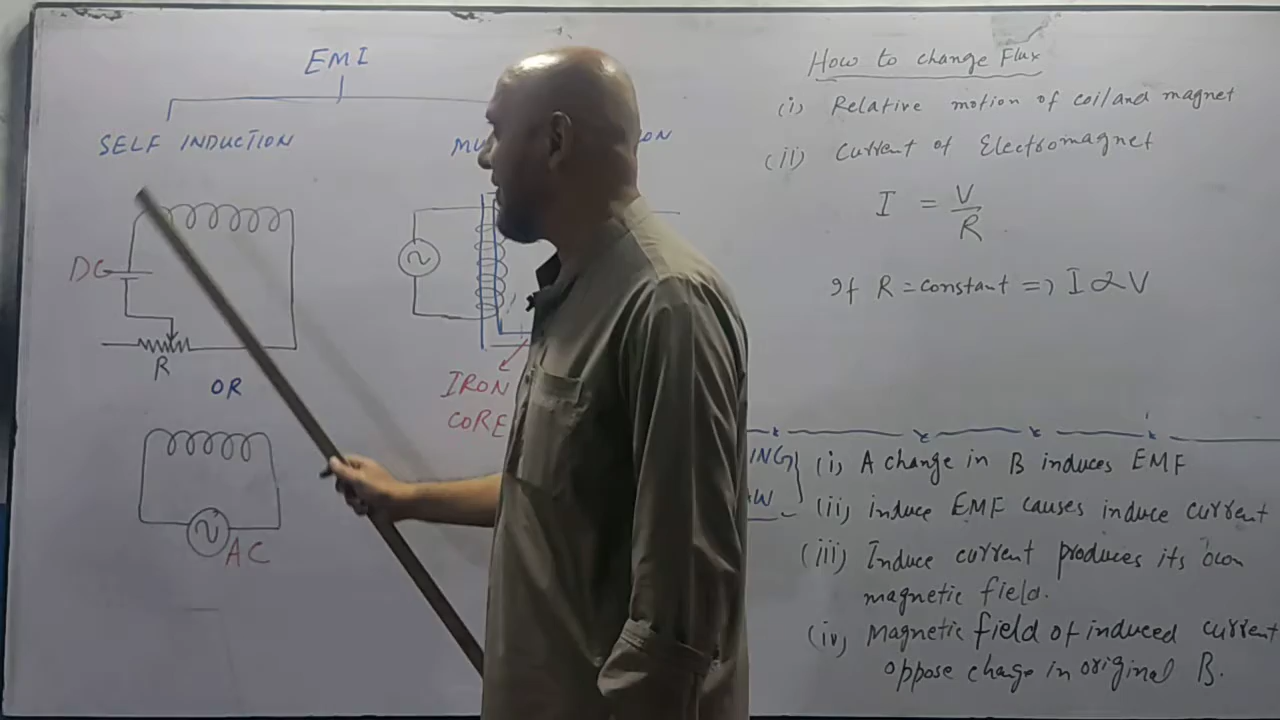 EMI
SELF INDUCTION
DC
R
OR
AC
IRON
CORE
How to change Flux
(i) Relative motion of coil and magnet
(ii) Current of Electromagnet
I = V/R
If R = constant => I ∝ V
(i) A change in B induces EMF
(ii) induce EMF causes induce current
(iii) Induce current produces its own
magnetic field.
(iv) Magnetic field of induced current
oppose change in original B.